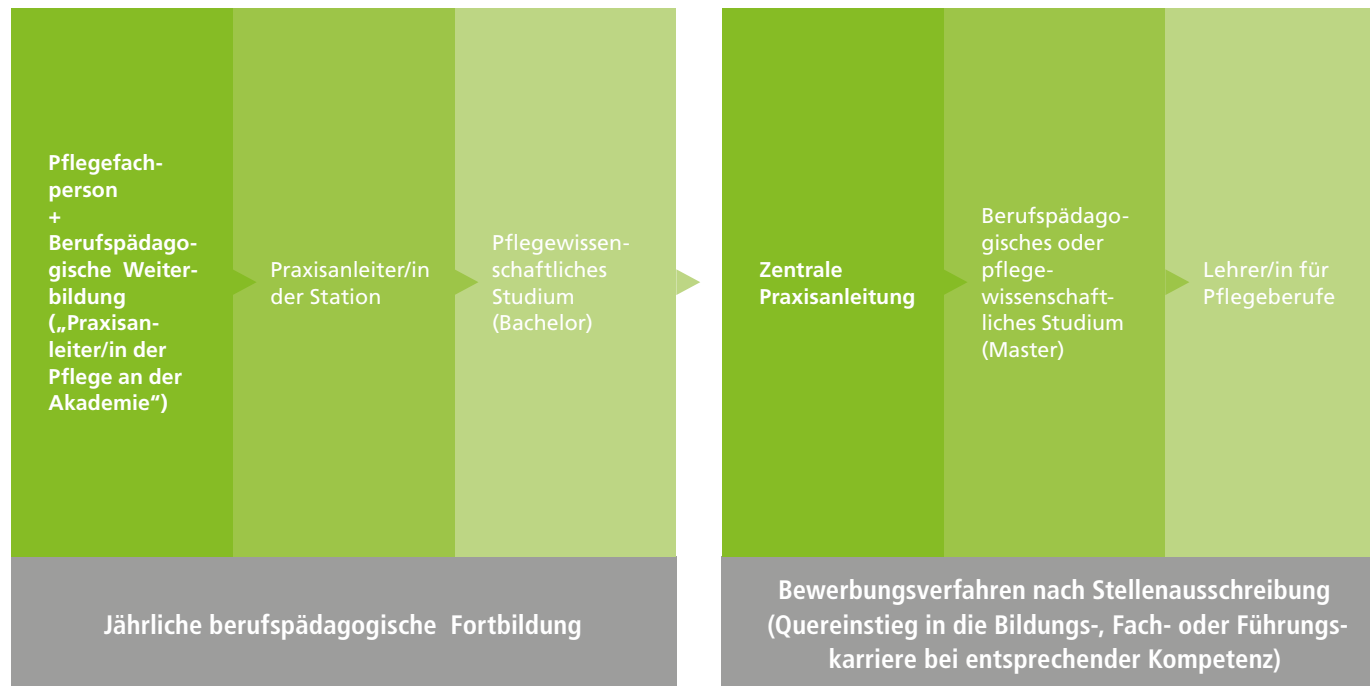 Pflegefach-
person
+
Berufspädago-
gische Weiter-
bildung
(„Praxisan-
leiter/in der
Pflege an der
Akademie“)
Praxisanleiter/in
der Station
Pflegewissen-
schaftliches
Studium
(Bachelor)
Jährliche berufspädagogische Fortbildung
Zentrale
Praxisanleitung
Berufspädago-
gisches oder
pflege-
wissenschaft-
liches Studium
(Master)
Lehrer/in für
Pflegeberufe
Bewerbungsverfahren nach Stellenausschreibung
(Quereinstieg in die Bildungs-, Fach- oder Führungs-
karriere bei entsprechender Kompetenz)